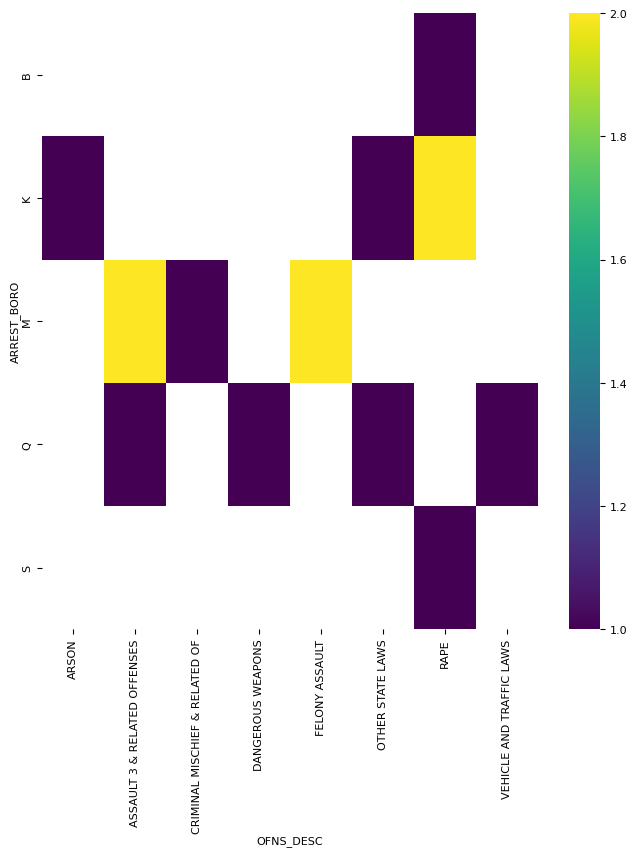 ARREST_BORO
B
K
M
Q
S
ARSON
ASSAULT 3 & RELATED OFFENSES
CRIMINAL MISCHIEF & RELATED OF
DANGEROUS WEAPONS
FELONY ASSAULT
OTHER STATE LAWS
RAPE
VEHICLE AND TRAFFIC LAWS
OFNS_DESC
2.0
1.8
1.6
1.4
1.2
1.0